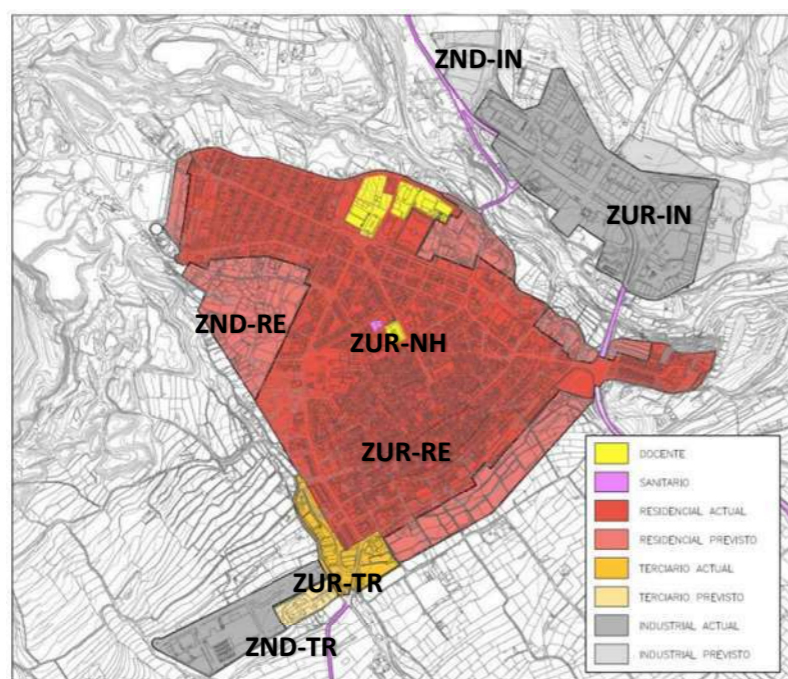 ZND-IN
ZUR-IN
ZND-RE
ZUR-NH
ZUR-RE
ZUR-TR
ZND-TR
DOCENTE
SANITARIO
RESIDENCIAL ACTUAL
RESIDENCIAL PREVISTO
TERCIARIO ACTUAL
TERCIARIO PREVISTO
INDUSTRIAL ACTUAL
INDUSTRIAL PREVISTO